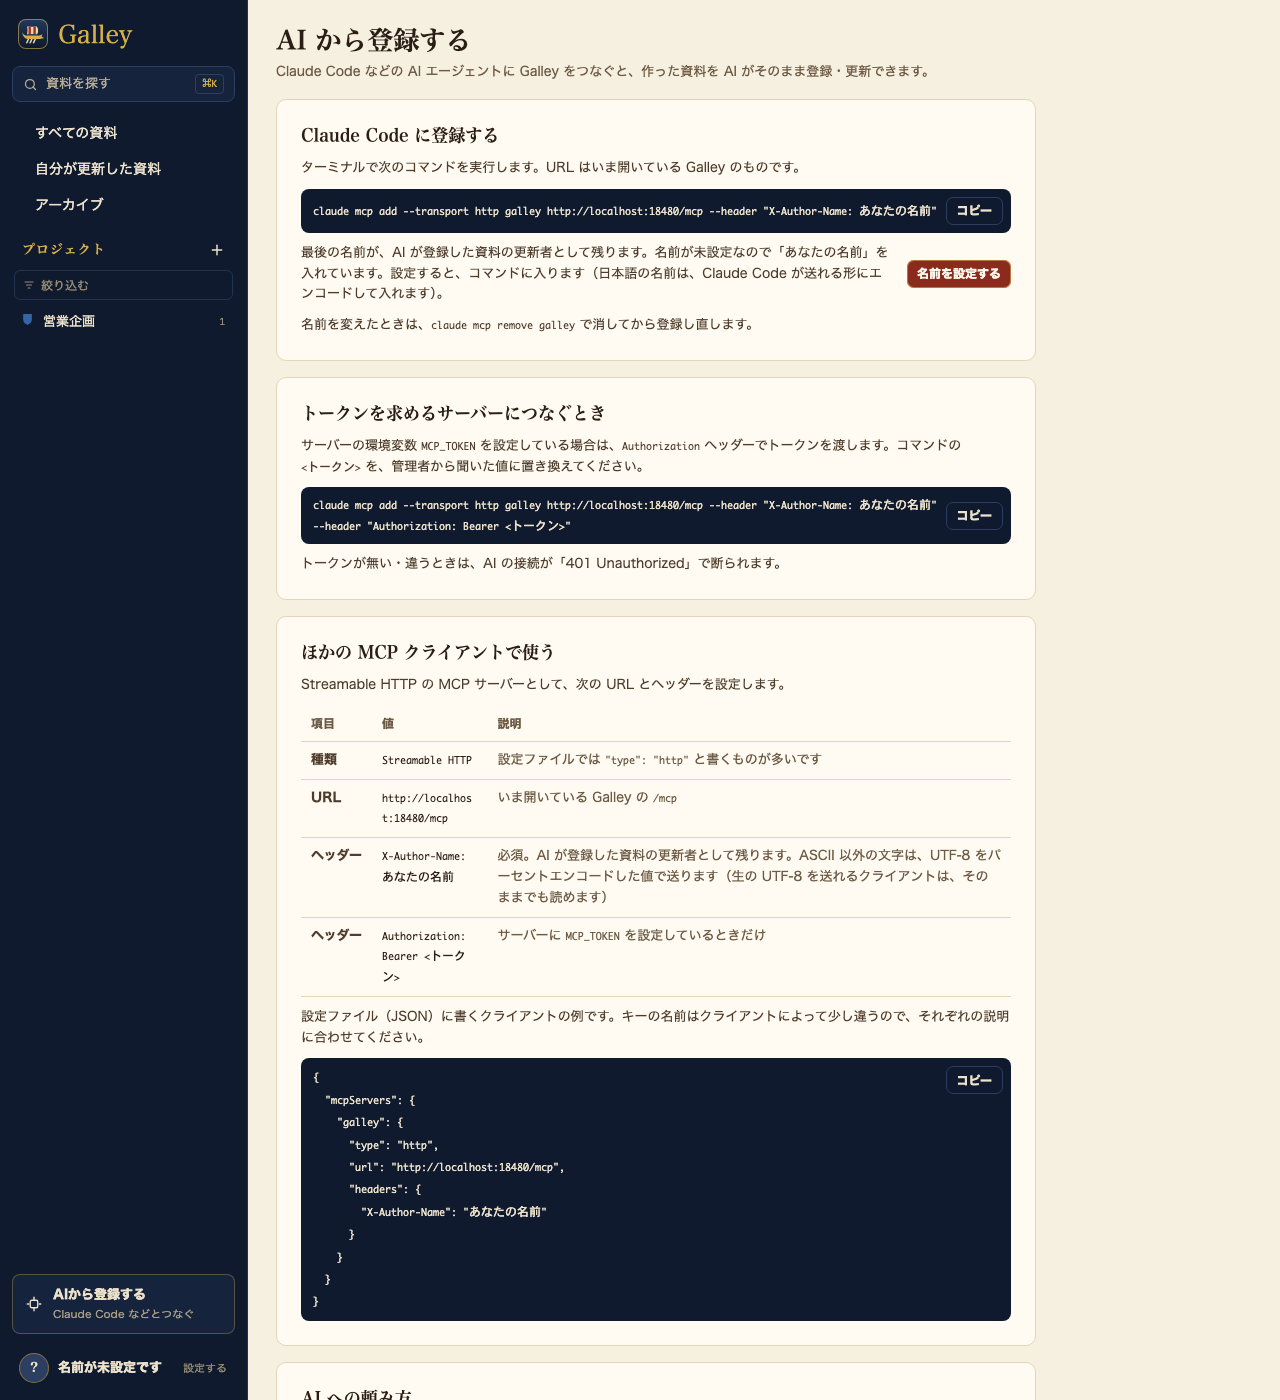 Galley
資料を探す ⌘K
すべての資料
自分が更新した資料
アーカイブ
プロジェクト +
絞り込む
営業企画 1
AIから登録する
Claude Code などとつなぐ
? 名前が未設定です 設定する
AI から登録する
Claude Code などの AI エージェントに Galley をつなぐと、作った資料を AI がそのまま登録・更新できます。
Claude Code に登録する
ターミナルで次のコマンドを実行します。URL はいま開いている Galley のものです。
claude mcp add --transport http galley http://localhost:18480/mcp --header "X-Author-Name: あなたの名前" コピー
最後の名前が、AI が登録した資料の更新者として残ります。名前が未設定なので「あなたの名前」を
入れています。設定すると、コマンドに入ります（日本語の名前は、Claude Code が送れる形にエ
ンコードして入れます）。
名前を設定する
名前を変えたときは、claude mcp remove galley で消してから登録し直します。
トークンを求めるサーバーにつなぐとき
サーバーの環境変数 MCP_TOKEN を設定している場合は、Authorization ヘッダーでトークンを渡します。コマンドの
<トークン> を、管理者から聞いた値に置き換えてください。
claude mcp add --transport http galley http://localhost:18480/mcp --header "X-Author-Name: あなたの名前"
--header "Authorization: Bearer <トークン>"
コピー
トークンが無い・違うときは、AI の接続が「401 Unauthorized」で断られます。
ほかの MCP クライアントで使う
Streamable HTTP の MCP サーバーとして、次の URL とヘッダーを設定します。
項目 値 説明
種類 Streamable HTTP 設定ファイルでは "type": "http" と書くものが多いです
URL http://localhos いま開いている Galley の /mcp
t:18480/mcp
ヘッダー X-Author-Name: 必須。AI が登録した資料の更新者として残ります。ASCII 以外の文字は、UTF-8 をパ
あなたの名前 ーセントエンコードした値で送ります（生の UTF-8 を送れるクライアントは、その
ままでも読めます）
ヘッダー Authorization: サーバーに MCP_TOKEN を設定しているときだけ
Bearer <トーク
ン>
設定ファイル（JSON）に書くクライアントの例です。キーの名前はクライアントによって少し違うので、それぞれの説明
に合わせてください。
{ コピー
"mcpServers": {
"galley": {
"type": "http",
"url": "http://localhost:18480/mcp",
"headers": {
"X-Author-Name": "あなたの名前"
}
}
}
}
AI への頼み方